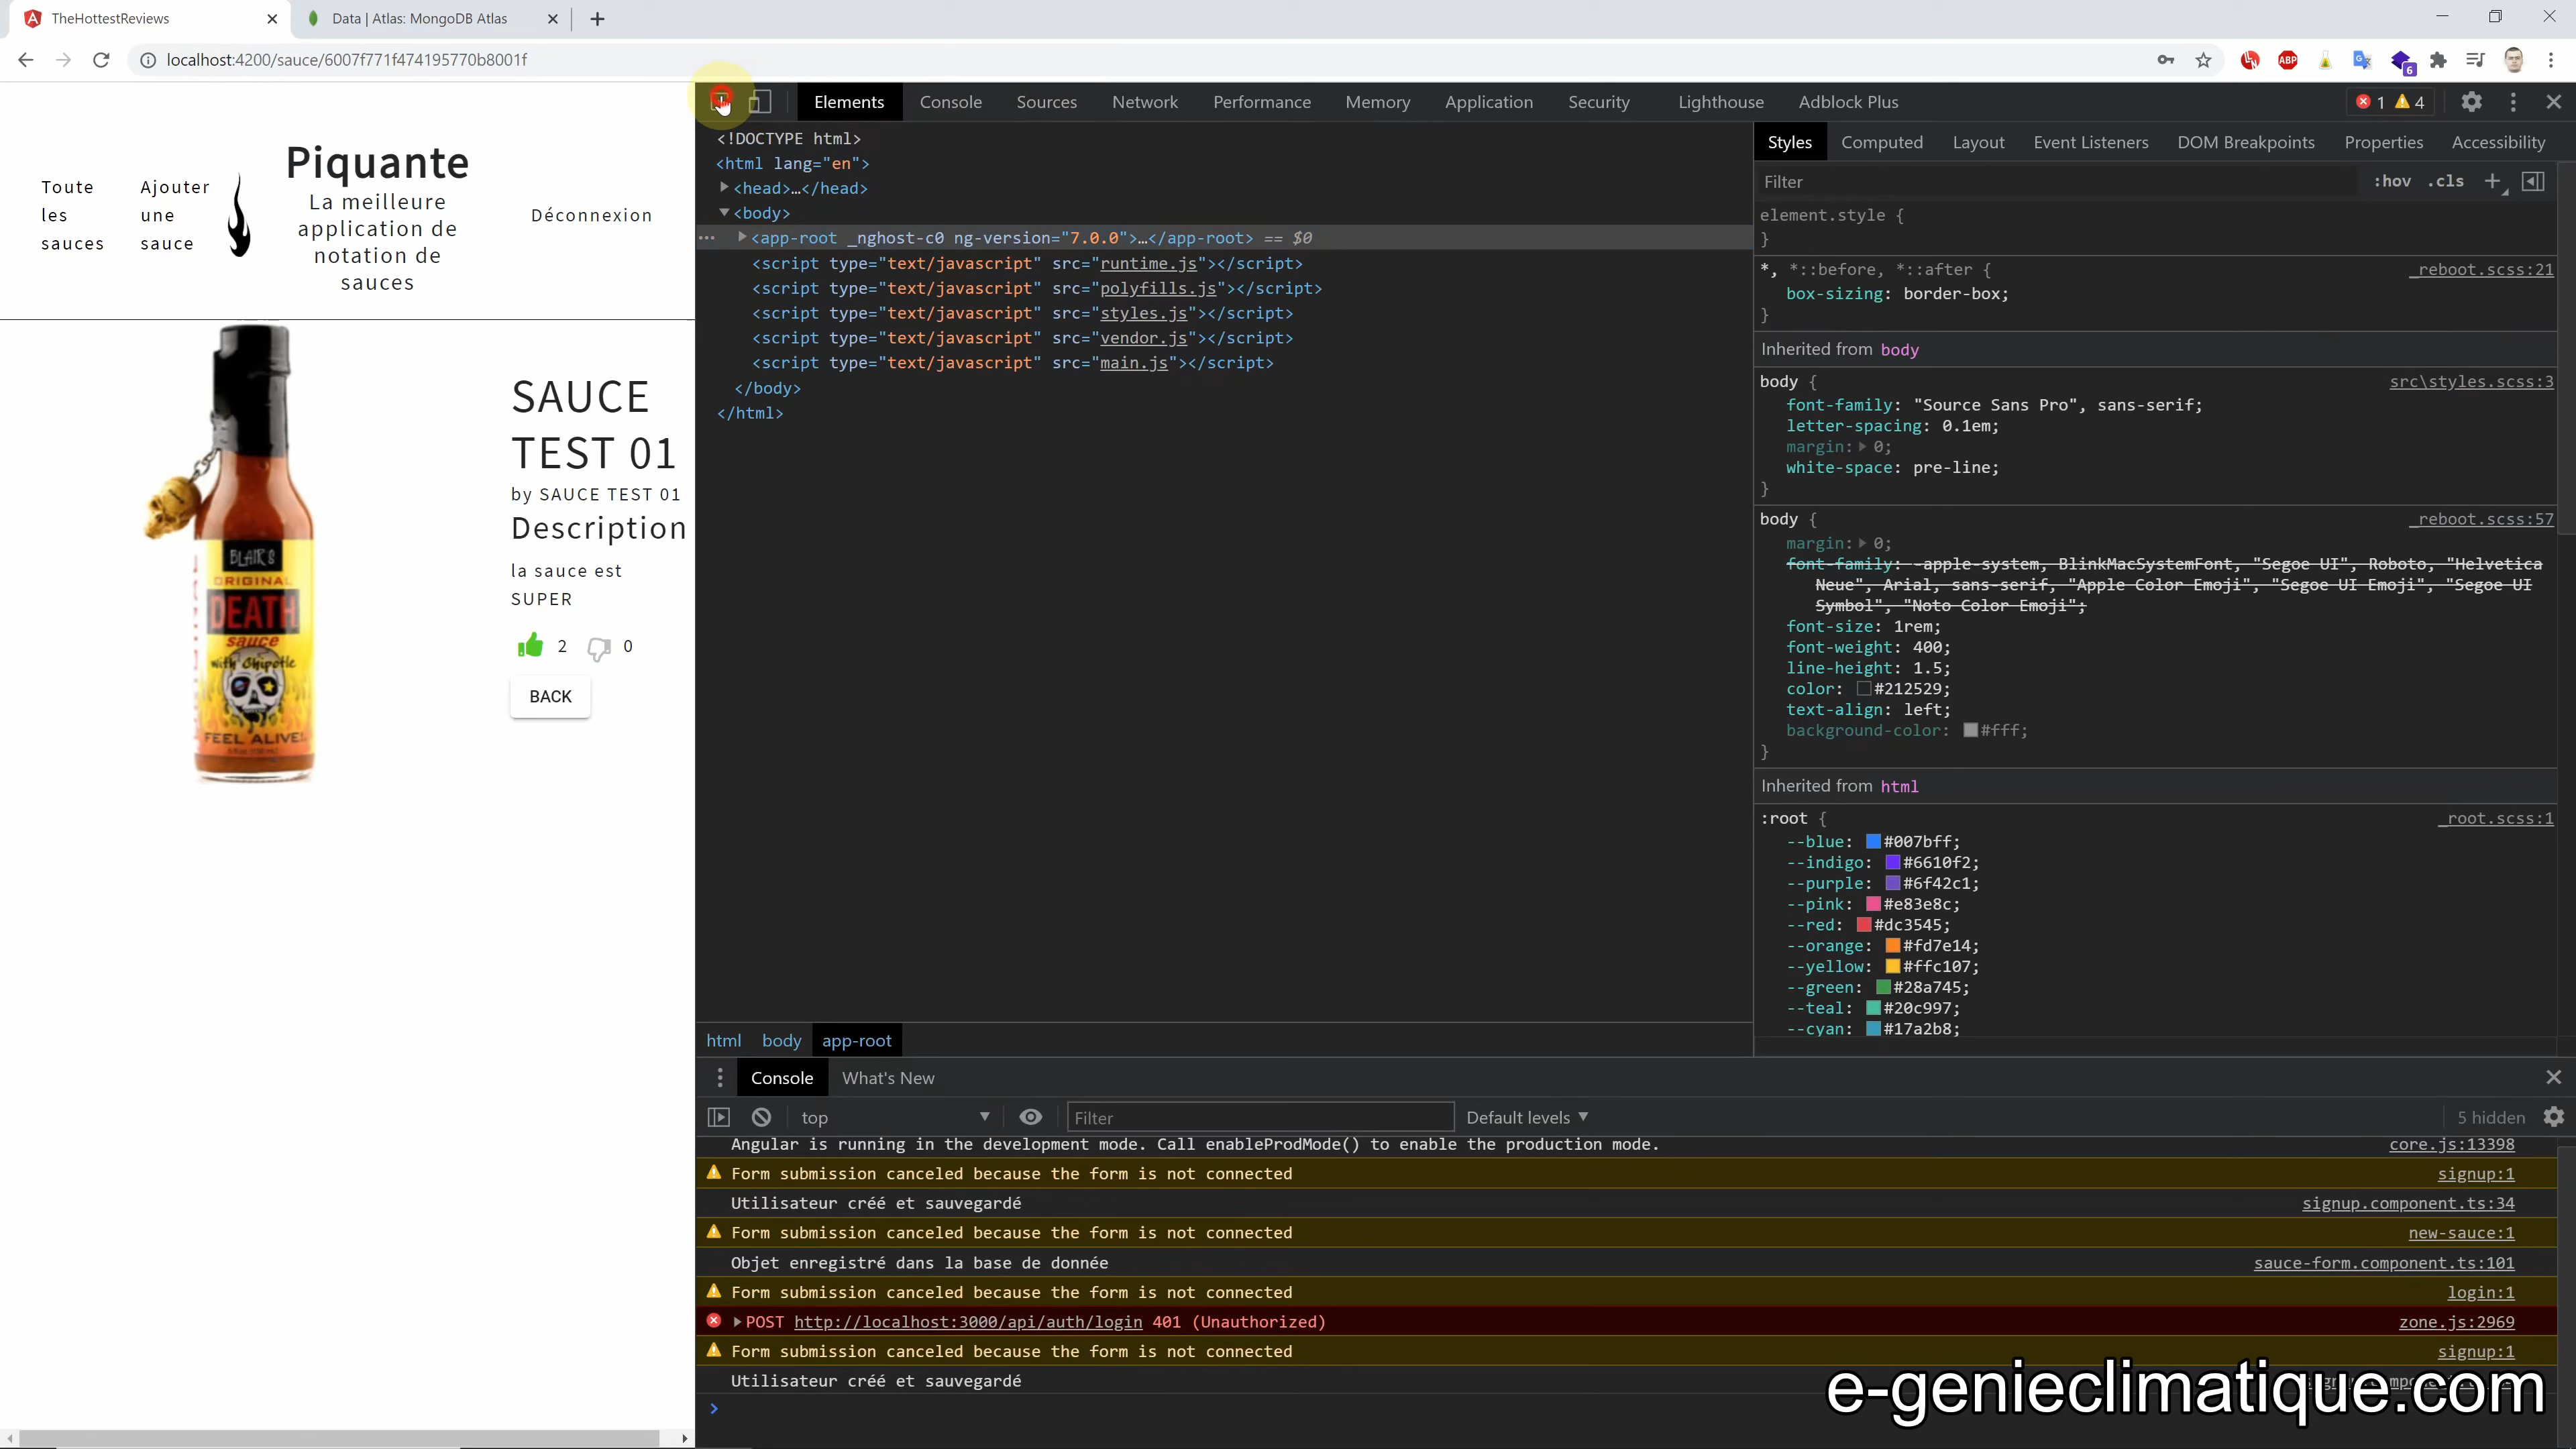 TheHottestReviews
Data | Atlas: MongoDB Atlas
localhost:4200/sauce/6007f771f474195770b8001f
ABP
6
Toute les sauces
Ajouter une sauce
Piquante
La meilleure application de notation de sauces
Déconnexion
BLAIR'S
ORIGINAL
DEATH
sauce
with Chipotle
FEEL ALIVE!
SAUCE
TEST 01
by SAUCE TEST 01
Description
la sauce est
SUPER
2 0
BACK
Elements Console Sources Network Performance Memory Application Security Lighthouse Adblock Plus 1 4
<!DOCTYPE html>
<html lang="en">
<head>…</head>
<body>
<app-root _nghost-c0 ng-version="7.0.0">…</app-root> == $0
<script type="text/javascript" src="runtime.js"></script>
<script type="text/javascript" src="polyfills.js"></script>
<script type="text/javascript" src="styles.js"></script>
<script type="text/javascript" src="vendor.js"></script>
<script type="text/javascript" src="main.js"></script>
</body>
</html>
html body app-root
Styles Computed Layout Event Listeners DOM Breakpoints Properties Accessibility
Filter :hov .cls
element.style {
}
*, *::before, *::after { _reboot.scss:21
box-sizing: border-box;
}
Inherited from body
body { src\styles.scss:3
font-family: "Source Sans Pro", sans-serif;
letter-spacing: 0.1em;
margin: 0;
white-space: pre-line;
}
body { _reboot.scss:57
margin: 0;
font-family: -apple-system, BlinkMacSystemFont, "Segoe UI", Roboto, "Helvetica
Neue", Arial, sans-serif, "Apple Color Emoji", "Segoe UI Emoji", "Segoe UI
Symbol", "Noto Color Emoji";
font-size: 1rem;
font-weight: 400;
line-height: 1.5;
color: #212529;
text-align: left;
background-color: #fff;
}
Inherited from html
:root { _root.scss:1
--blue: #007bff;
--indigo: #6610f2;
--purple: #6f42c1;
--pink: #e83e8c;
--red: #dc3545;
--orange: #fd7e14;
--yellow: #ffc107;
--green: #28a745;
--teal: #20c997;
--cyan: #17a2b8;
Console What's New
top Filter Default levels 5 hidden
Angular is running in the development mode. Call enableProdMode() to enable the production mode. core.js:13398
Form submission canceled because the form is not connected signup:1
Utilisateur créé et sauvegardé signup.component.ts:34
Form submission canceled because the form is not connected new-sauce:1
Objet enregistré dans la base de donnée sauce-form.component.ts:101
Form submission canceled because the form is not connected login:1
POST http://localhost:3000/api/auth/login 401 (Unauthorized) zone.js:2969
Form submission canceled because the form is not connected signup:1
Utilisateur créé et sauvegardé
e-genieclimatique.com